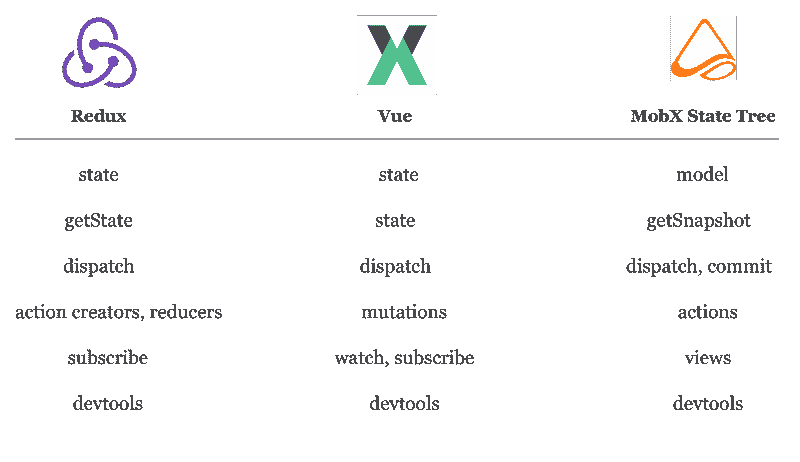 Redux Vue MobX State Tree
state state model
getState state getSnapshot
dispatch dispatch dispatch, commit
action creators, reducers mutations actions
subscribe watch, subscribe views
devtools devtools devtools